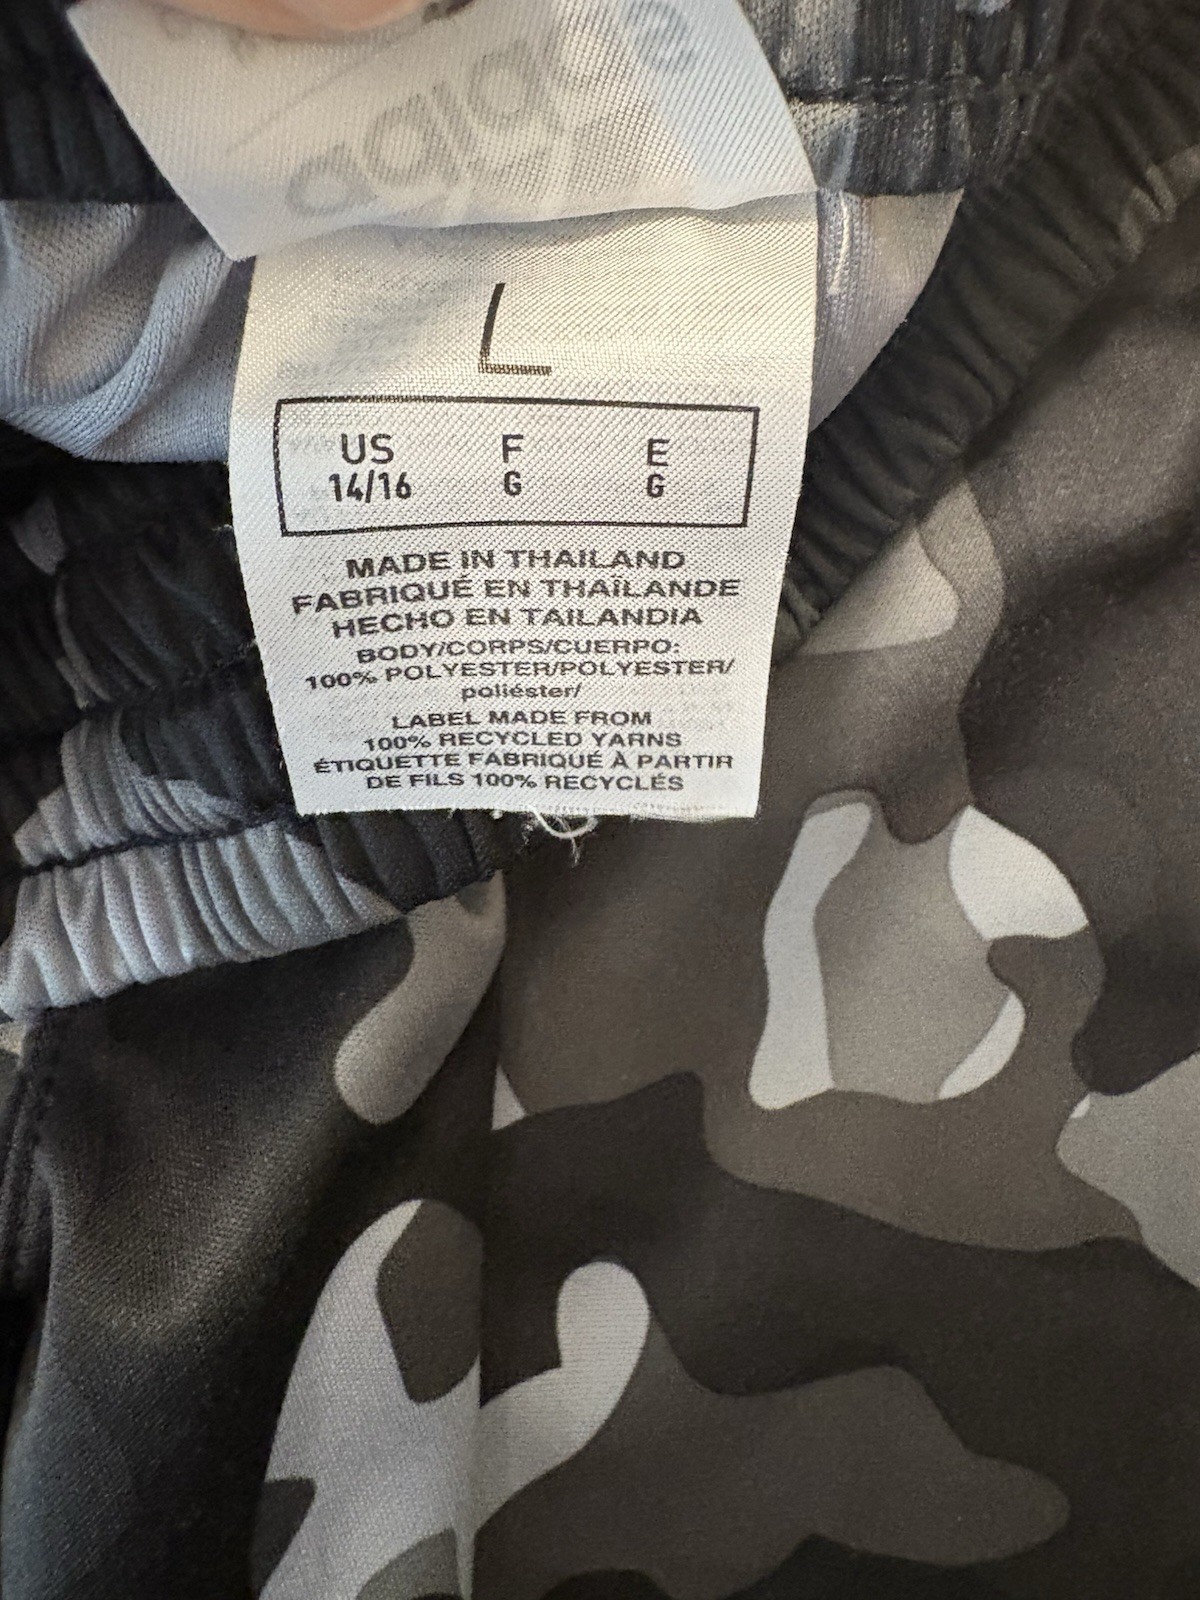 adidas
L
US F E
14/16 G G
MADE IN THAILAND
FABRIQUÉ EN THAÏLANDE
HECHO EN TAILANDIA
BODY/CORPS/CUERPO:
100% POLYESTER/POLYESTER/
poliéster/
LABEL MADE FROM
100% RECYCLED YARNS
ÉTIQUETTE FABRIQUÉ À PARTIR
DE FILS 100% RECYCLÉS